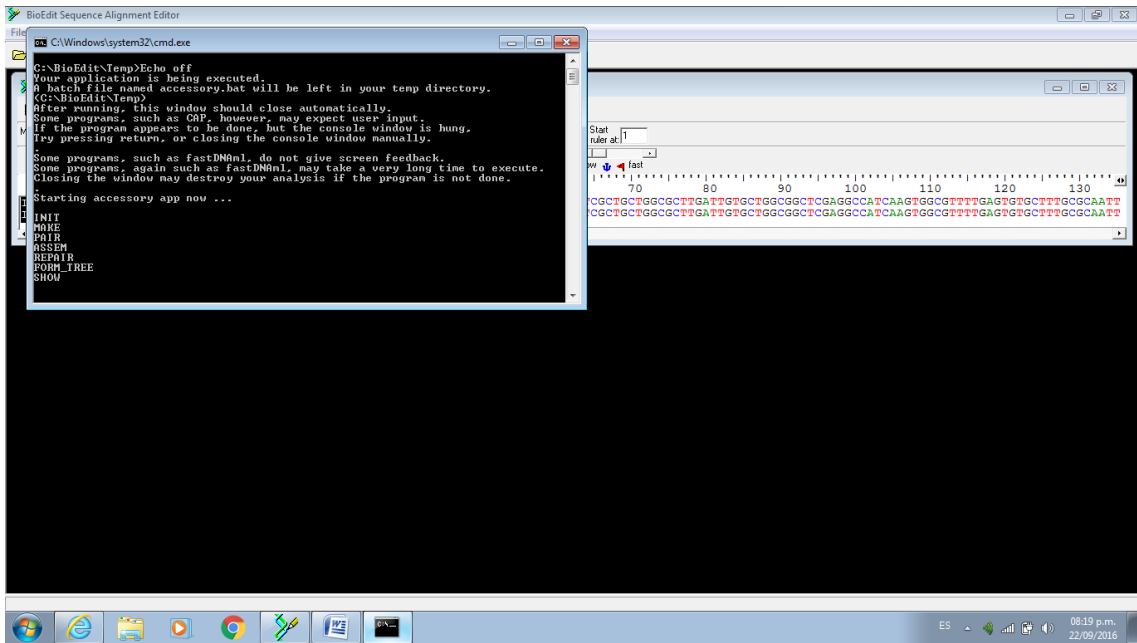 BioEdit Sequence Alignment Editor
File
C:\Windows\system32\cmd.exe
C:\BioEdit\Temp>Echo off
Your application is being executed.
A batch file named accessory.bat will be left in your temp directory.
(C:\BioEdit\Temp)
After running, this window should close automatically.
Some programs, such as CAP, however, may expect user input.
If the program appears to be done, but the console window is hung,
Try pressing return, or closing the console window manually.
.
Some programs, such as fastDNAml, do not give screen feedback.
Some programs, again such as fastDNAml, may take a very long time to execute.
Closing the window may destroy your analysis if the program is not done.
.
Starting accessory app now ...
INIT
MAKE
PAIR
ASSEM
REPAIR
FORM_TREE
SHOW
Start
ruler at: 1
fast
70 80 90 100 110 120 130
CGCTGCTGGCGCTTGATTGTGCTGGCGGCTCGAGGCCATCAAGTGGCGTTTTGAGTGTGCTTTGCGCAATT
CGCTGCTGGCGCTTGATTGTGCTGGCGGCTCGAGGCCATCAAGTGGCGTTTTGAGTGTGCTTTGCGCAATT
ES
08:19 p.m.
22/09/2016